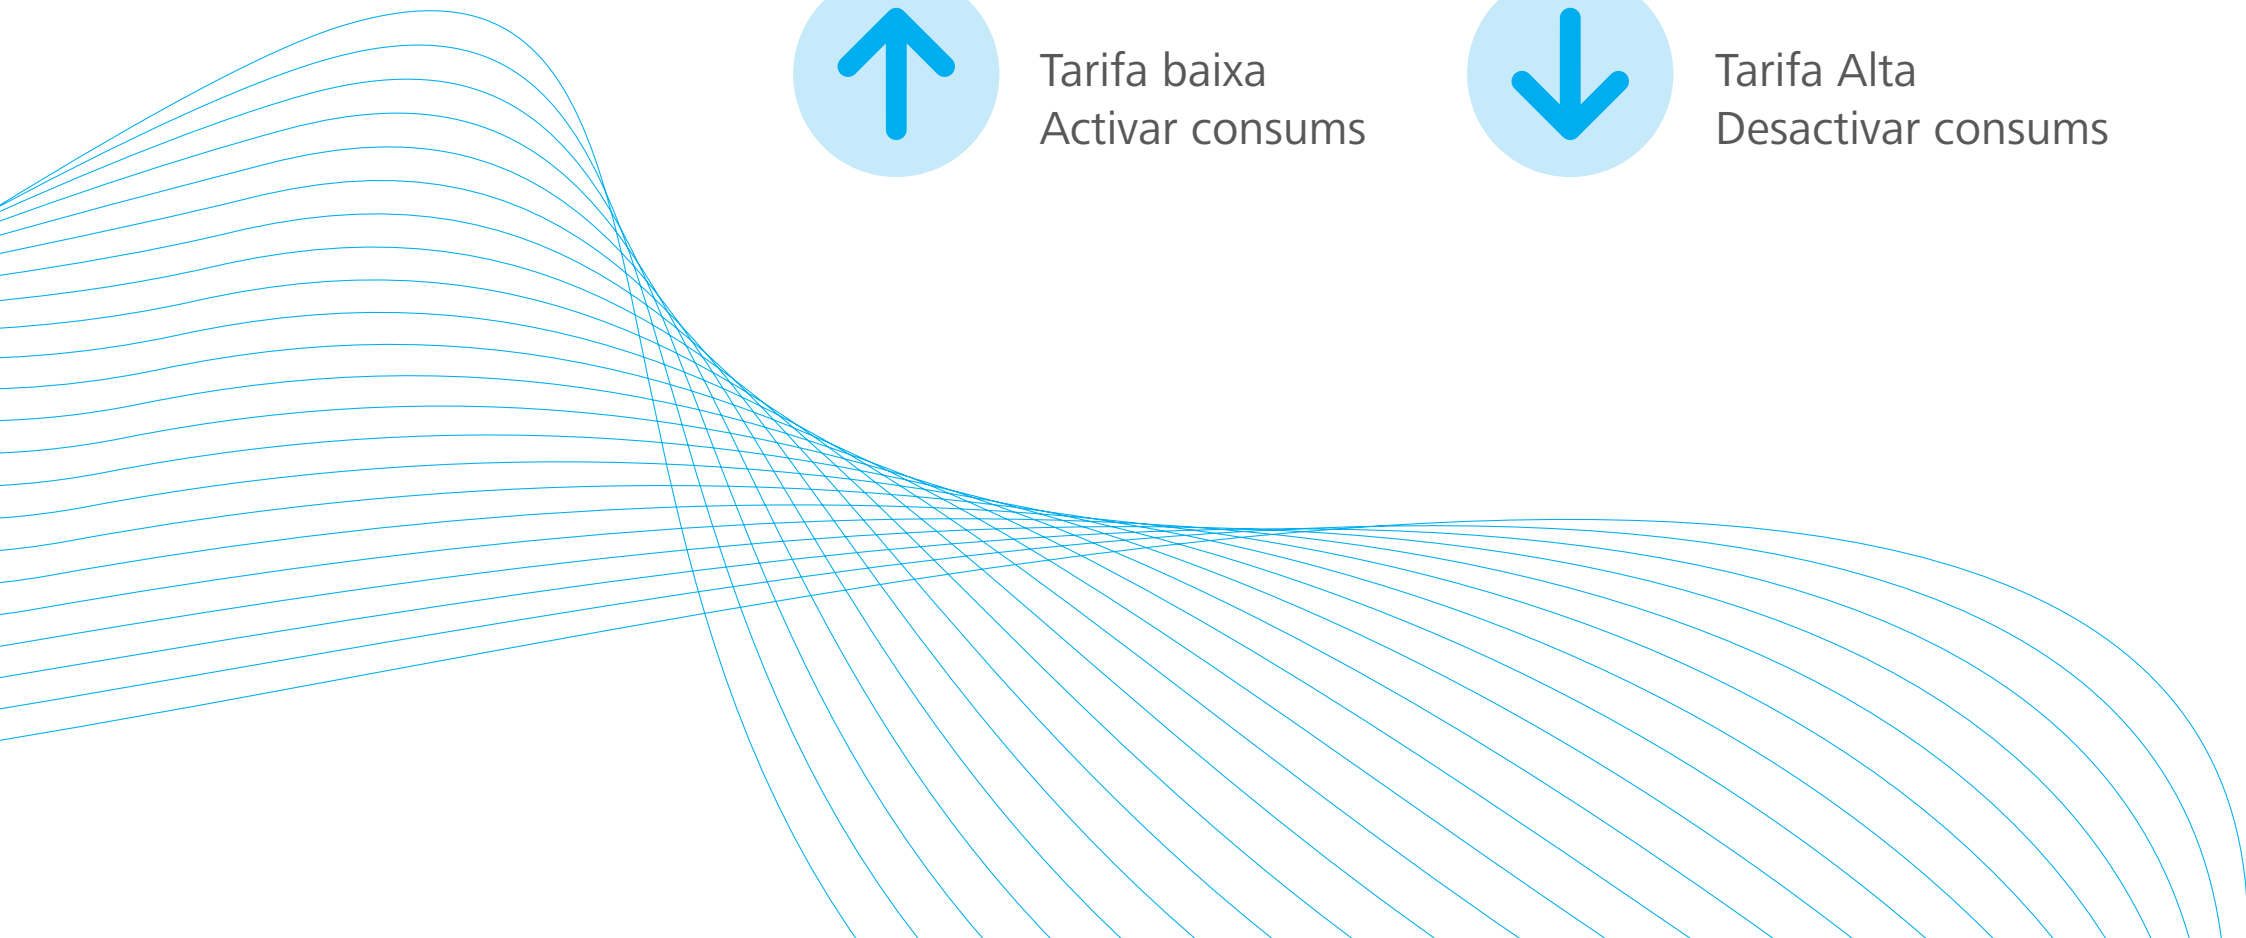 Tarifa baixa
Activar consums
Tarifa Alta
Desactivar consums